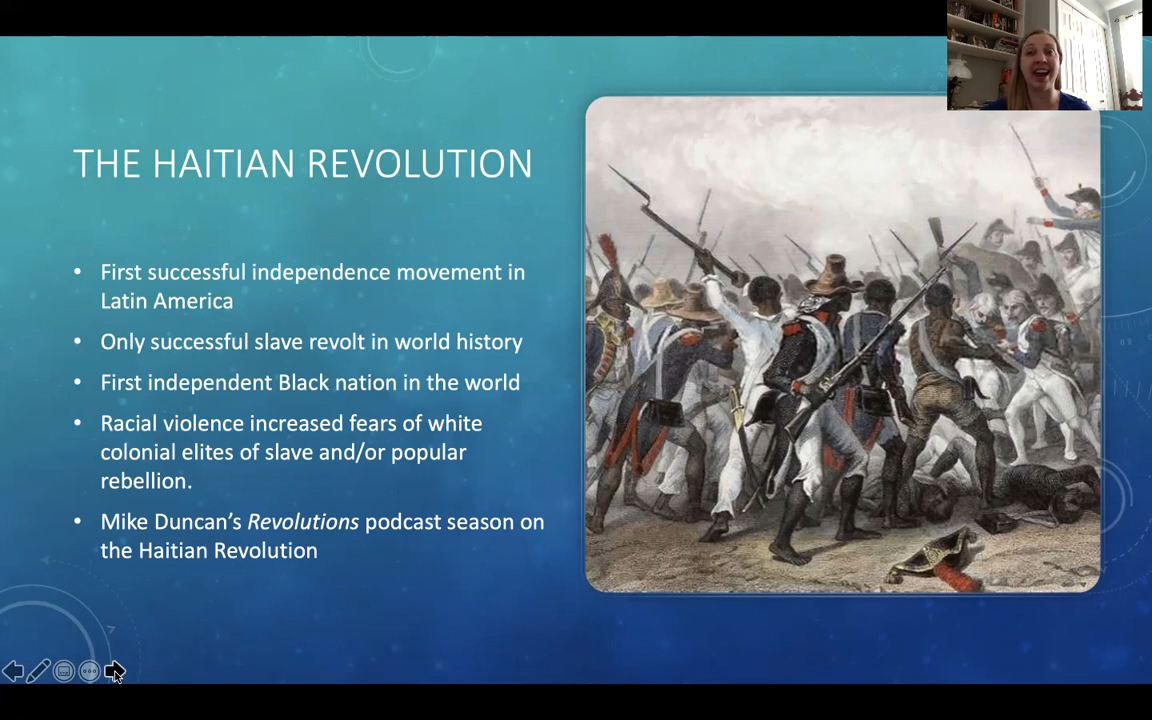 THE HAITIAN REVOLUTION
• First successful independence movement in
Latin America
• Only successful slave revolt in world history
• First independent Black nation in the world
• Racial violence increased fears of white
colonial elites of slave and/or popular
rebellion.
• Mike Duncan’s Revolutions podcast season on
the Haitian Revolution